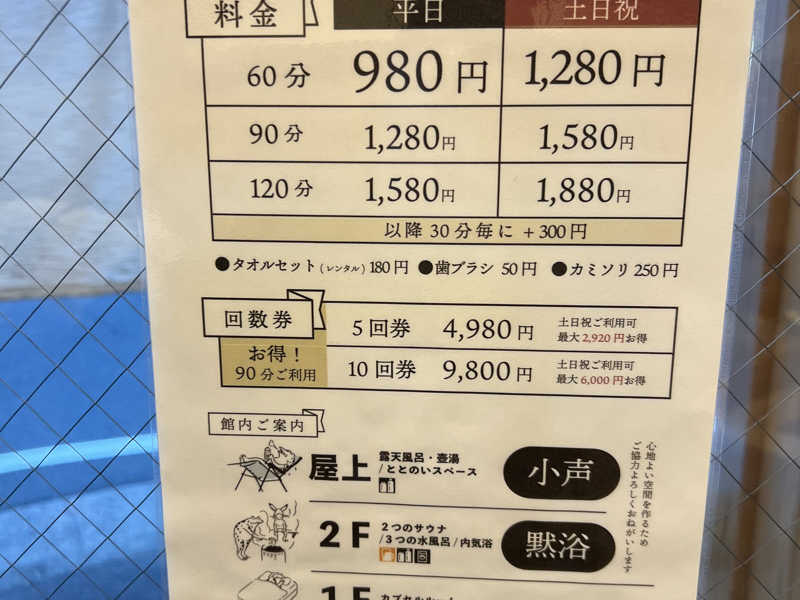 料金 平日 土日祝
60分 980円 1,280円
90分 1,280円 1,580円
120分 1,580円 1,880円
以降 30分毎に +300円
●タオルセット(レンタル)180円 ●歯ブラシ 50円 ●カミソリ 250円
回数券
お得!
90分ご利用
5回券 4,980円
土日祝ご利用可
最大2,920円お得
10回券 9,800円
土日祝ご利用可
最大6,000円お得
館内ご案内
屋上
露天風呂・壺湯
/ととのいスペース
小声
2F
2つのサウナ
/3つの水風呂/内気浴
黙浴
心地よい空間を作るため
ご協力よろしくおねがいします
1F
カプセルルーム